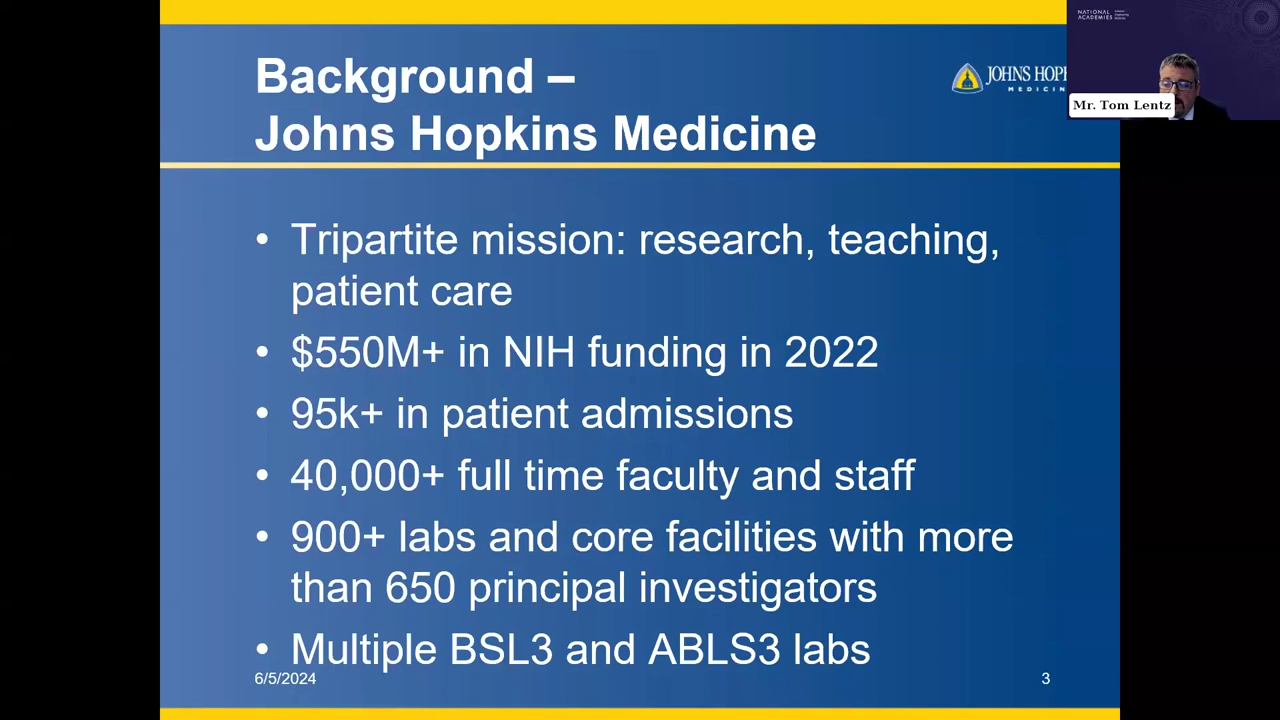 Background –
Johns Hopkins Medicine
JOHNS HOPK
MEDICIN
NATIONAL
ACADEMIES
Mr. Tom Lentz
• Tripartite mission: research, teaching,
patient care
• $550M+ in NIH funding in 2022
• 95k+ in patient admissions
• 40,000+ full time faculty and staff
• 900+ labs and core facilities with more
than 650 principal investigators
• Multiple BSL3 and ABLS3 labs
6/5/2024
3